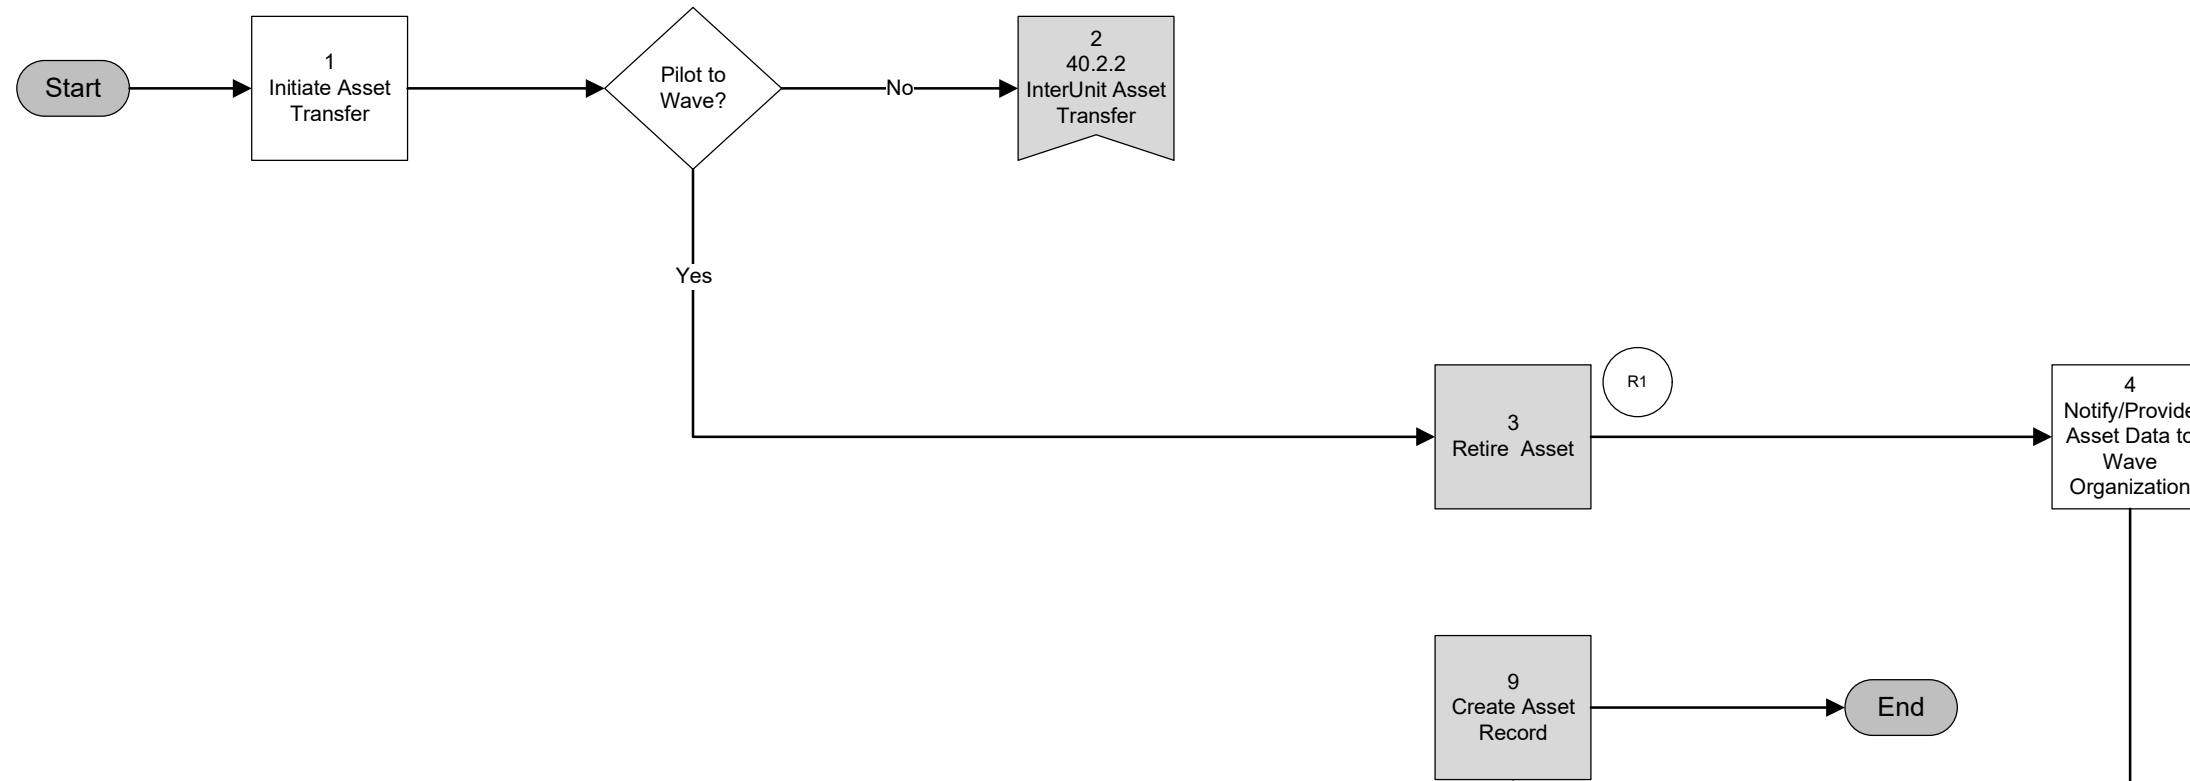 Start
1
Initiate Asset
Transfer
Pilot to
Wave?
No
2
40.2.2
InterUnit Asset
Transfer
Yes
3
Retire  Asset
R1
4
Notify/Provide
Asset Data to
Wave
Organization
9
Create Asset
Record
End